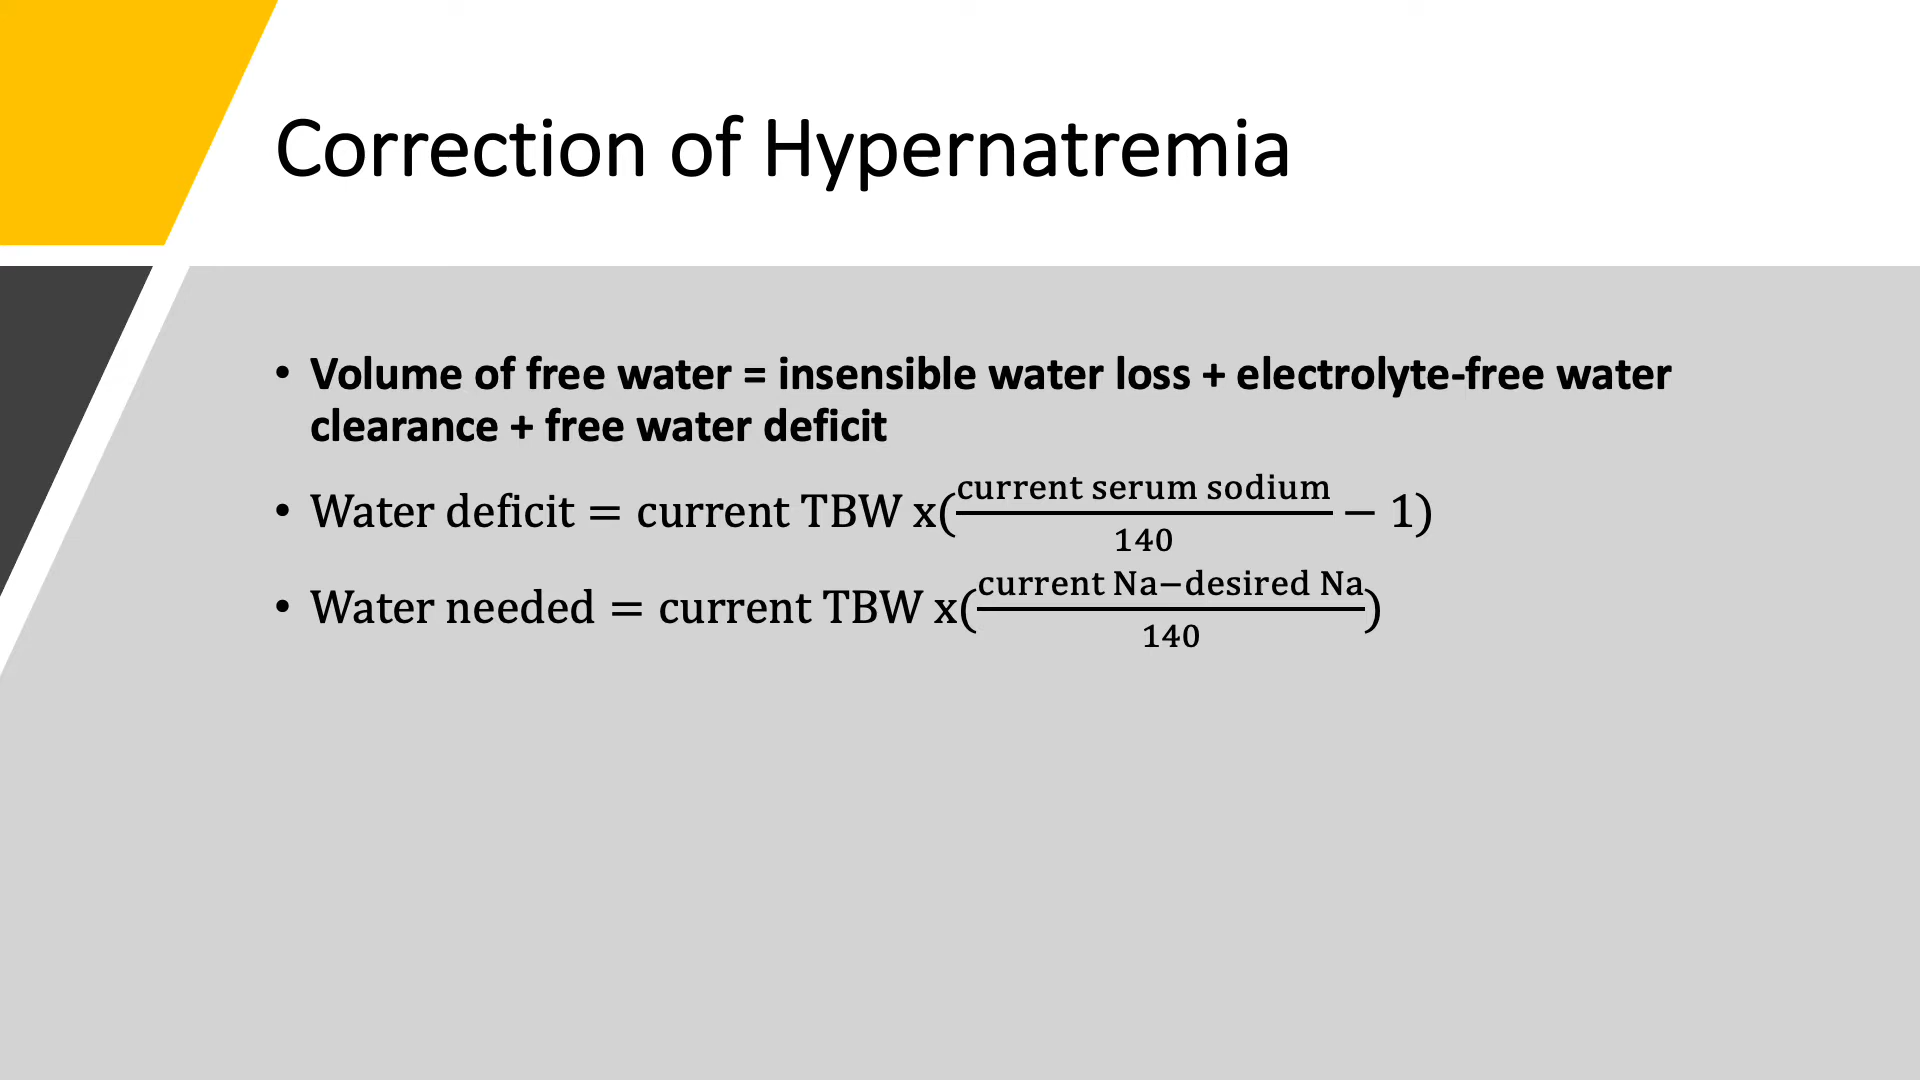 Correction of Hypernatremia
• Volume of free water = insensible water loss + electrolyte-free water
clearance + free water deficit
• Water deficit = current TBW x(current serum sodium/140 − 1)
• Water needed = current TBW x(current Na−desired Na/140)